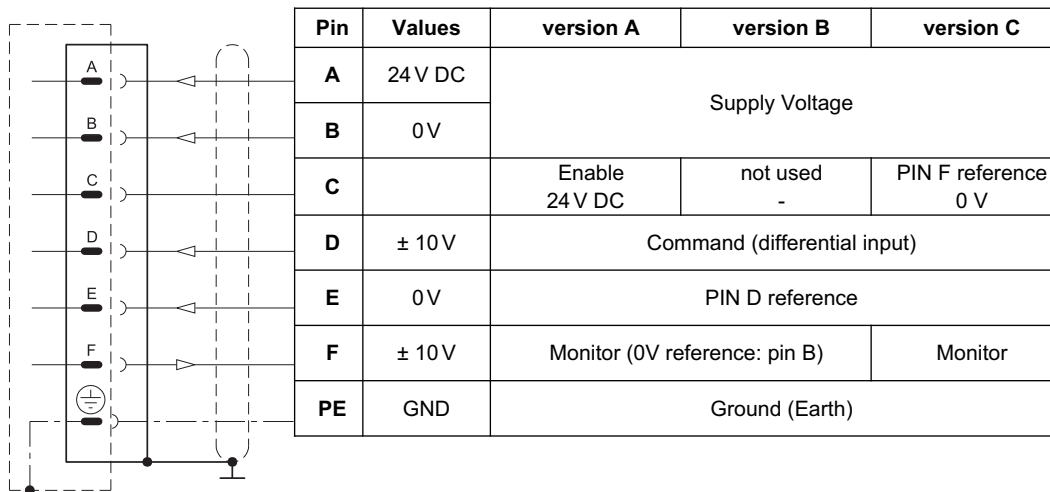 Pin Values version A version B version C
A 24 V DC Supply Voltage
B 0 V
C Enable 24 V DC not used - PIN F reference 0 V
D ± 10 V Command (differential input)
E 0 V PIN D reference
F ± 10 V Monitor (0V reference: pin B) Monitor
PE GND Ground (Earth)
A
B
C
D
E
F